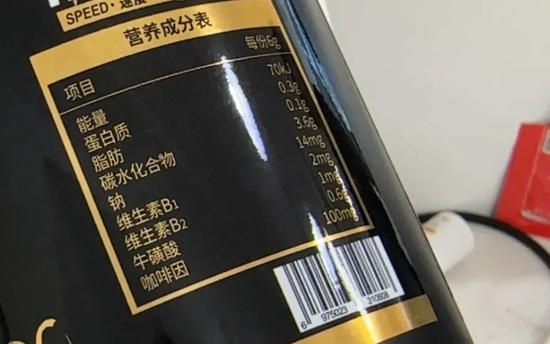 SPEED·速度
营养成分表
项目 每份6g
能量 70kJ
蛋白质 0.3g
脂肪 0.1g
碳水化合物 3.6g
钠 14mg
维生素B1 2mg
维生素B2 1mg
牛磺酸 0.6g
咖啡因 100mg
6 975023 310808